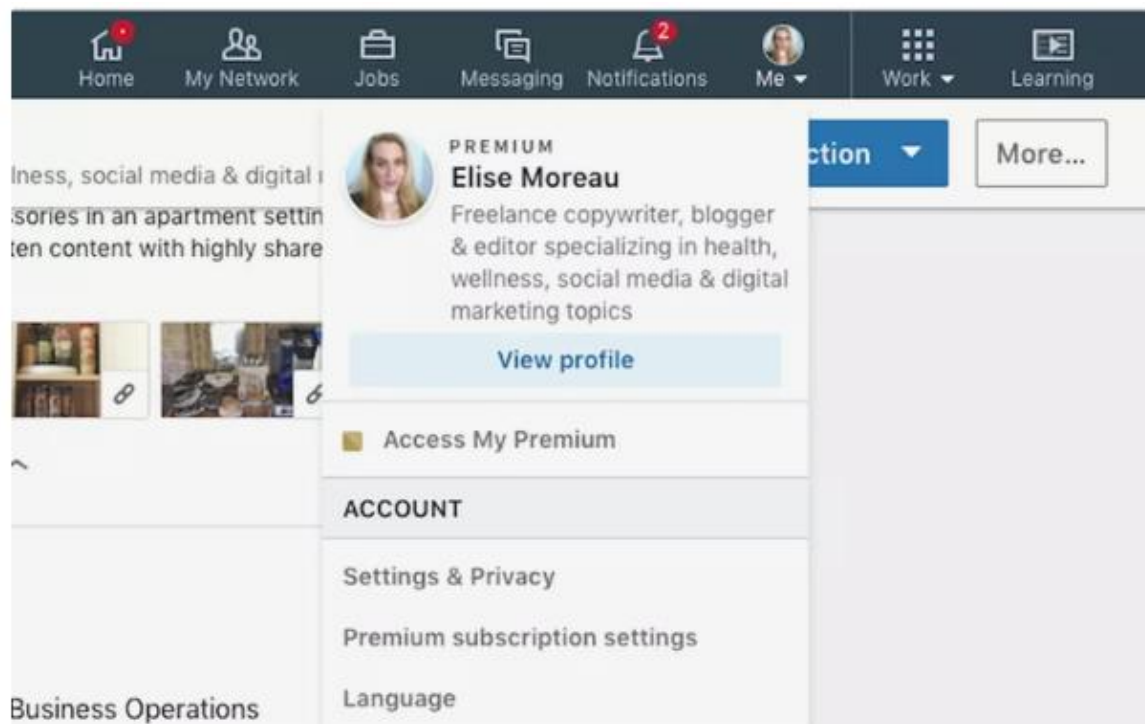 Home
My Network
Jobs
Messaging
2
Notifications
Me
Work
Learning
PREMIUM
Elise Moreau
Freelance copywriter, blogger
& editor specializing in health,
wellness, social media & digital
marketing topics
View profile
Access My Premium
ACCOUNT
Settings & Privacy
Premium subscription settings
Language
lness, social media & digital
sories in an apartment settin
ten content with highly share
Business Operations
ction
More...